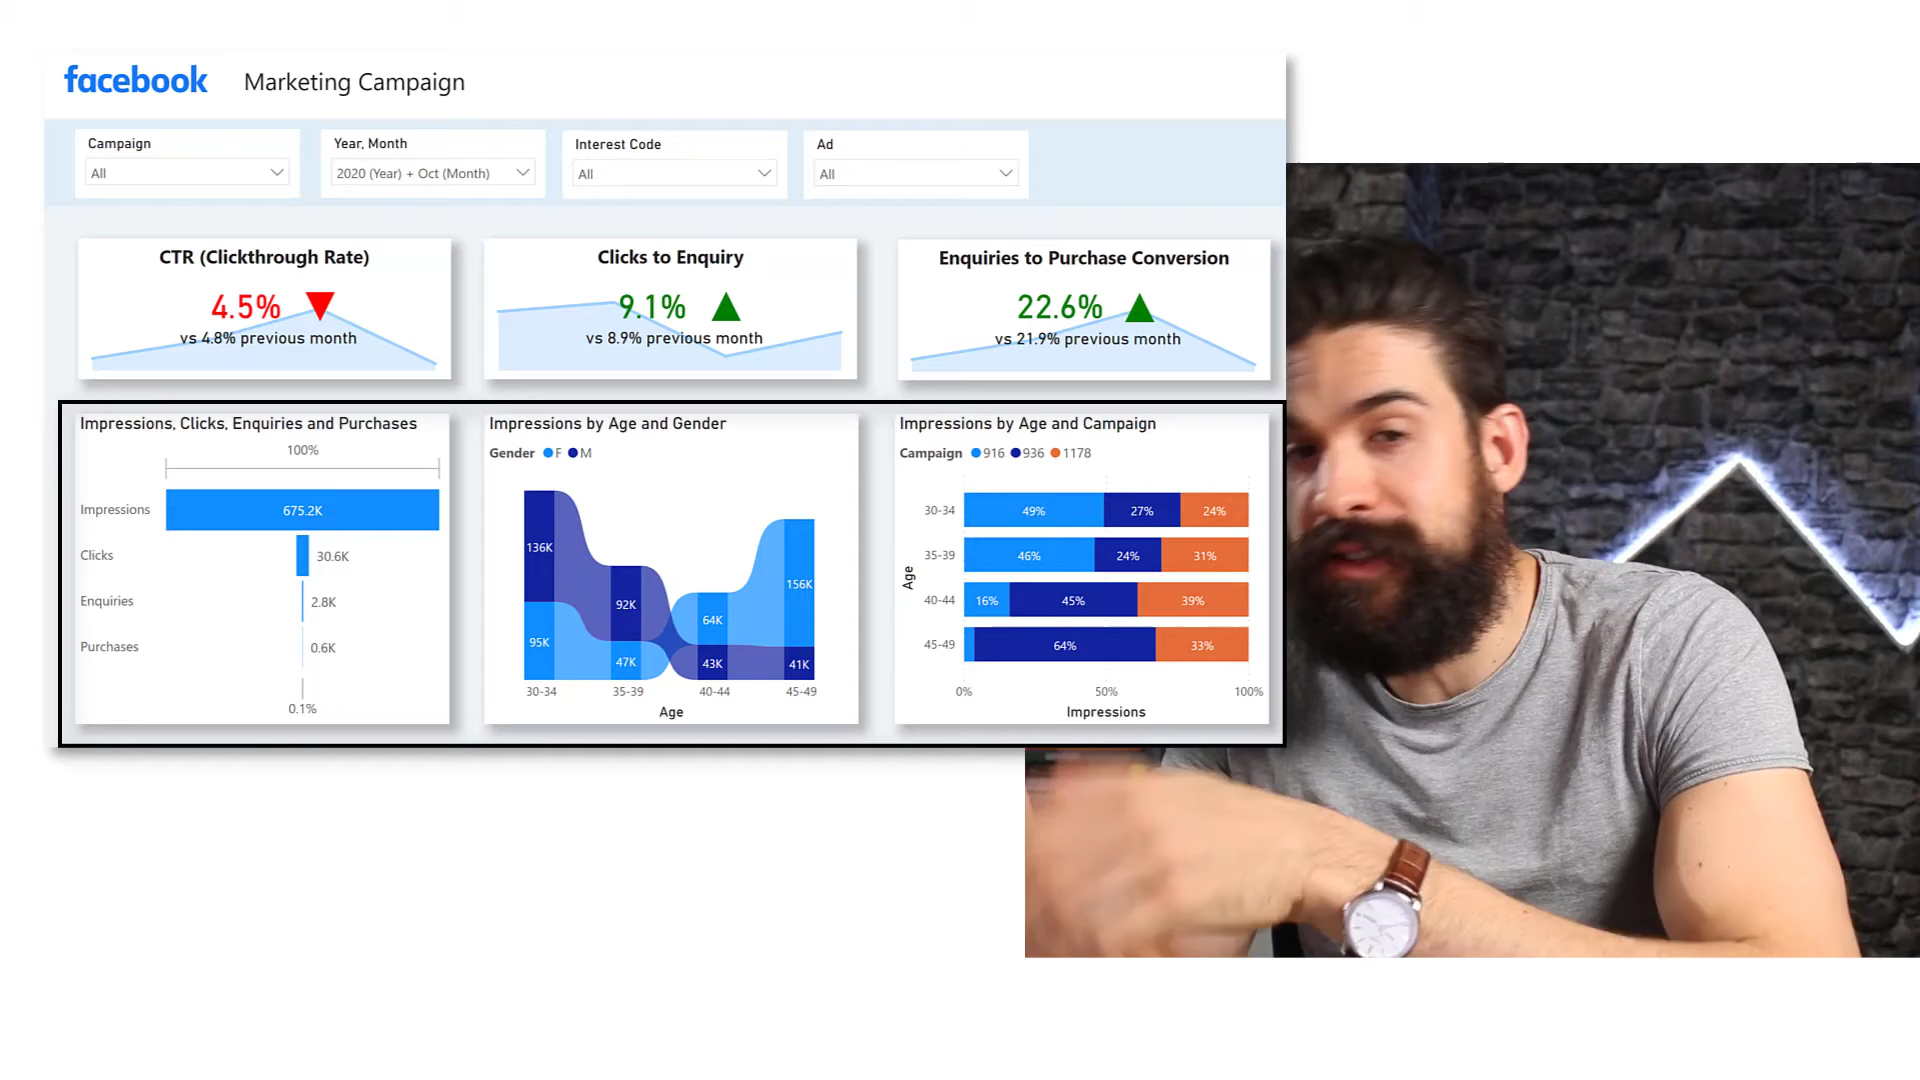 facebook Marketing Campaign
Campaign Year, Month Interest Code Ad
All 2020 (Year) + Oct (Month) All All
CTR (Clickthrough Rate)
4.5%
vs 4.8% previous month
Clicks to Enquiry
9.1%
vs 8.9% previous month
Enquiries to Purchase Conversion
22.6%
vs 21.9% previous month
Impressions, Clicks, Enquiries and Purchases
100%
Impressions 675.2K
Clicks 30.6K
Enquiries 2.8K
Purchases 0.6K
0.1%
Impressions by Age and Gender
Gender F M
136K 95K
92K 47K
64K 43K
156K 41K
30-34 35-39 40-44 45-49
Age
Impressions by Age and Campaign
Campaign 916 936 1178
Age
30-34 49% 27% 24%
35-39 46% 24% 31%
40-44 16% 45% 39%
45-49 64% 33%
0% 50% 100%
Impressions